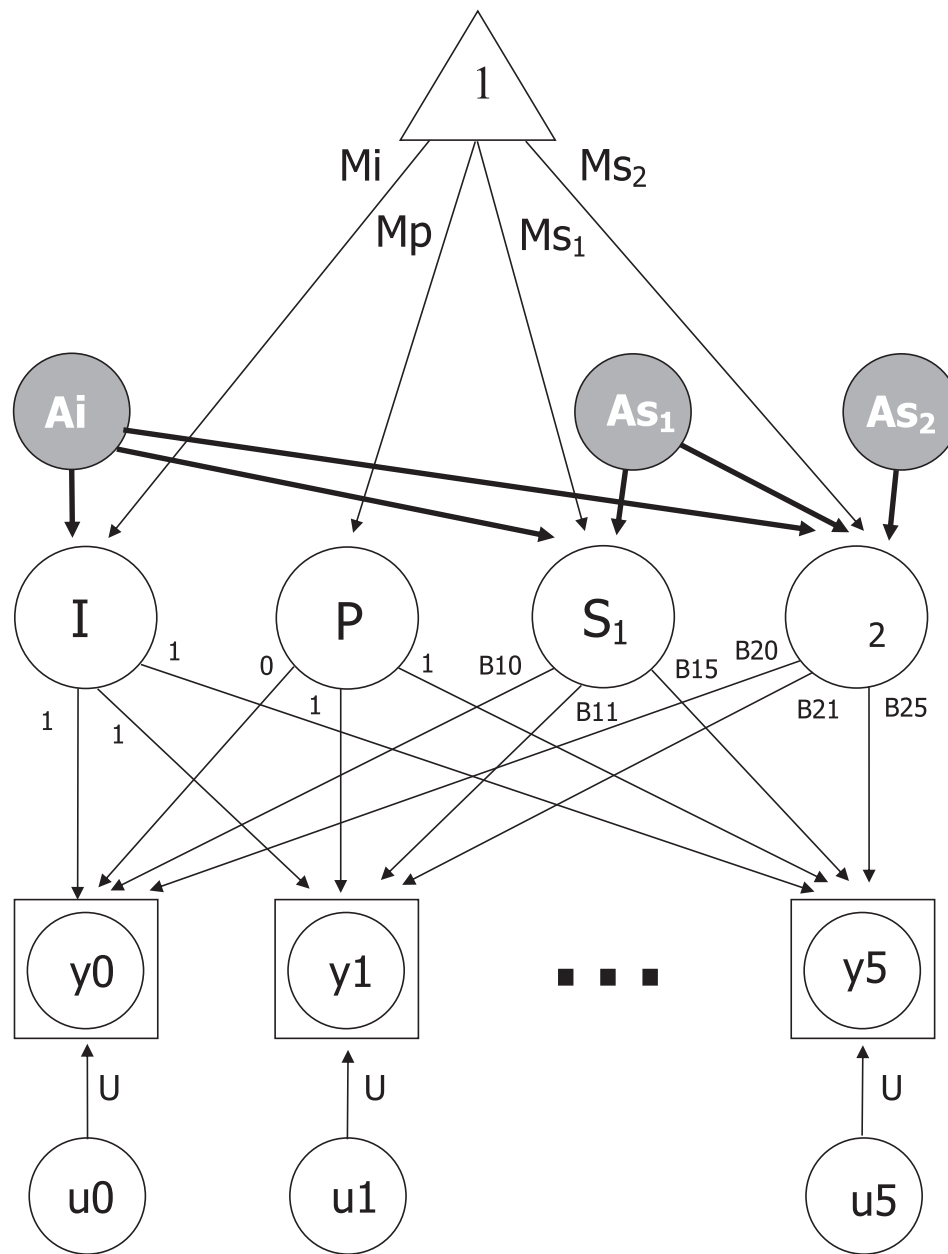 1
Mi
Ms₂
Mp
Ms₁
Ai
As₁
As₂
I
P
S₁
₂
1
0
1
B10
B15
B20
1
1
1
B11
B21
B25
y0
y1
...
y5
U
U
U
u0
u1
u5